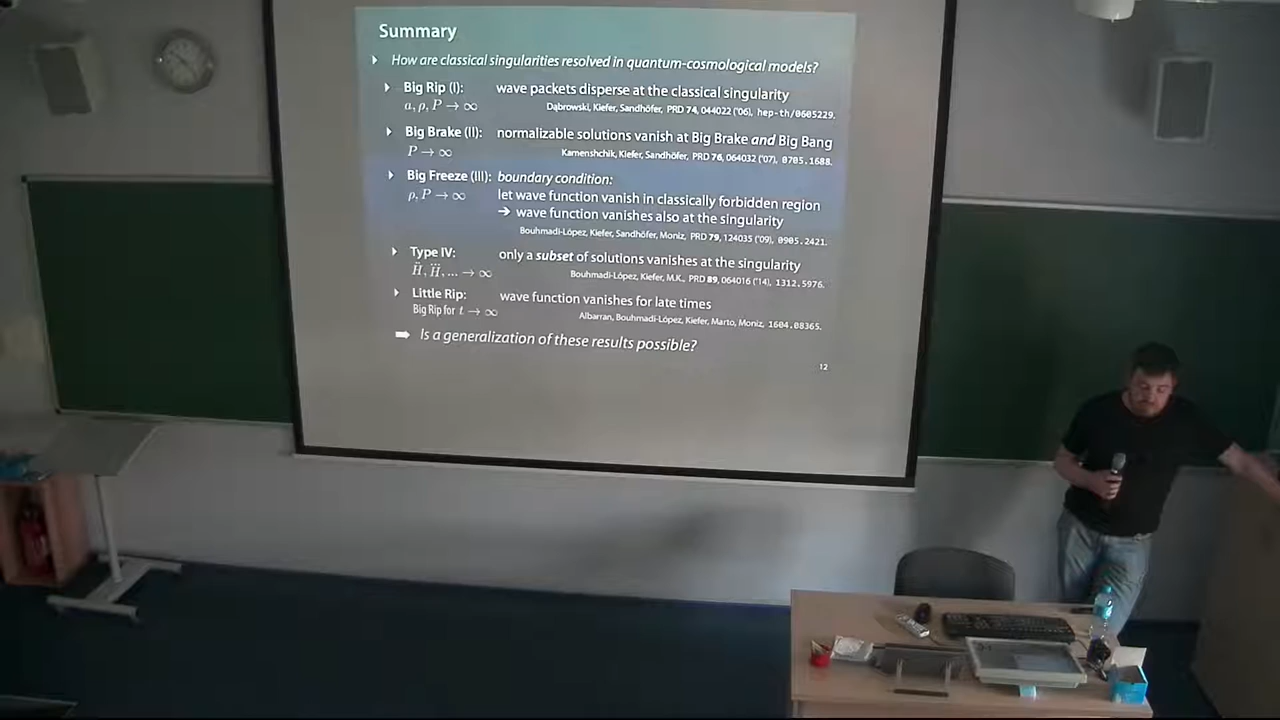 Summary
How are classical singularities resolved in quantum-cosmological models?
Big Rip (I): wave packets disperse at the classical singularity
a, ρ, P → ∞ Dąbrowski, Kiefer, Sandhöfer, PRD 74, 044022 ('06), hep-th/0605229.
Big Brake (II): normalizable solutions vanish at Big Brake and Big Bang
P → ∞ Kamenshchik, Kiefer, Sandhöfer, PRD 76, 064032 ('07), 0705.1688.
Big Freeze (III): boundary condition:
ρ, P → ∞ let wave function vanish in classically forbidden region
→ wave function vanishes also at the singularity
Bouhmadi-López, Kiefer, Sandhöfer, Moniz, PRD 79, 124035 ('09), 0905.2421.
Type IV: only a subset of solutions vanishes at the singularity
Ḧ, H⃛, ... → ∞ Bouhmadi-López, Kiefer, M.K., PRD 89, 064016 ('14), 1312.5976.
Little Rip: wave function vanishes for late times
Big Rip for t → ∞ Albarran, Bouhmadi-López, Kiefer, Marto, Moniz, 1604.08365.
➡ Is a generalization of these results possible?
12